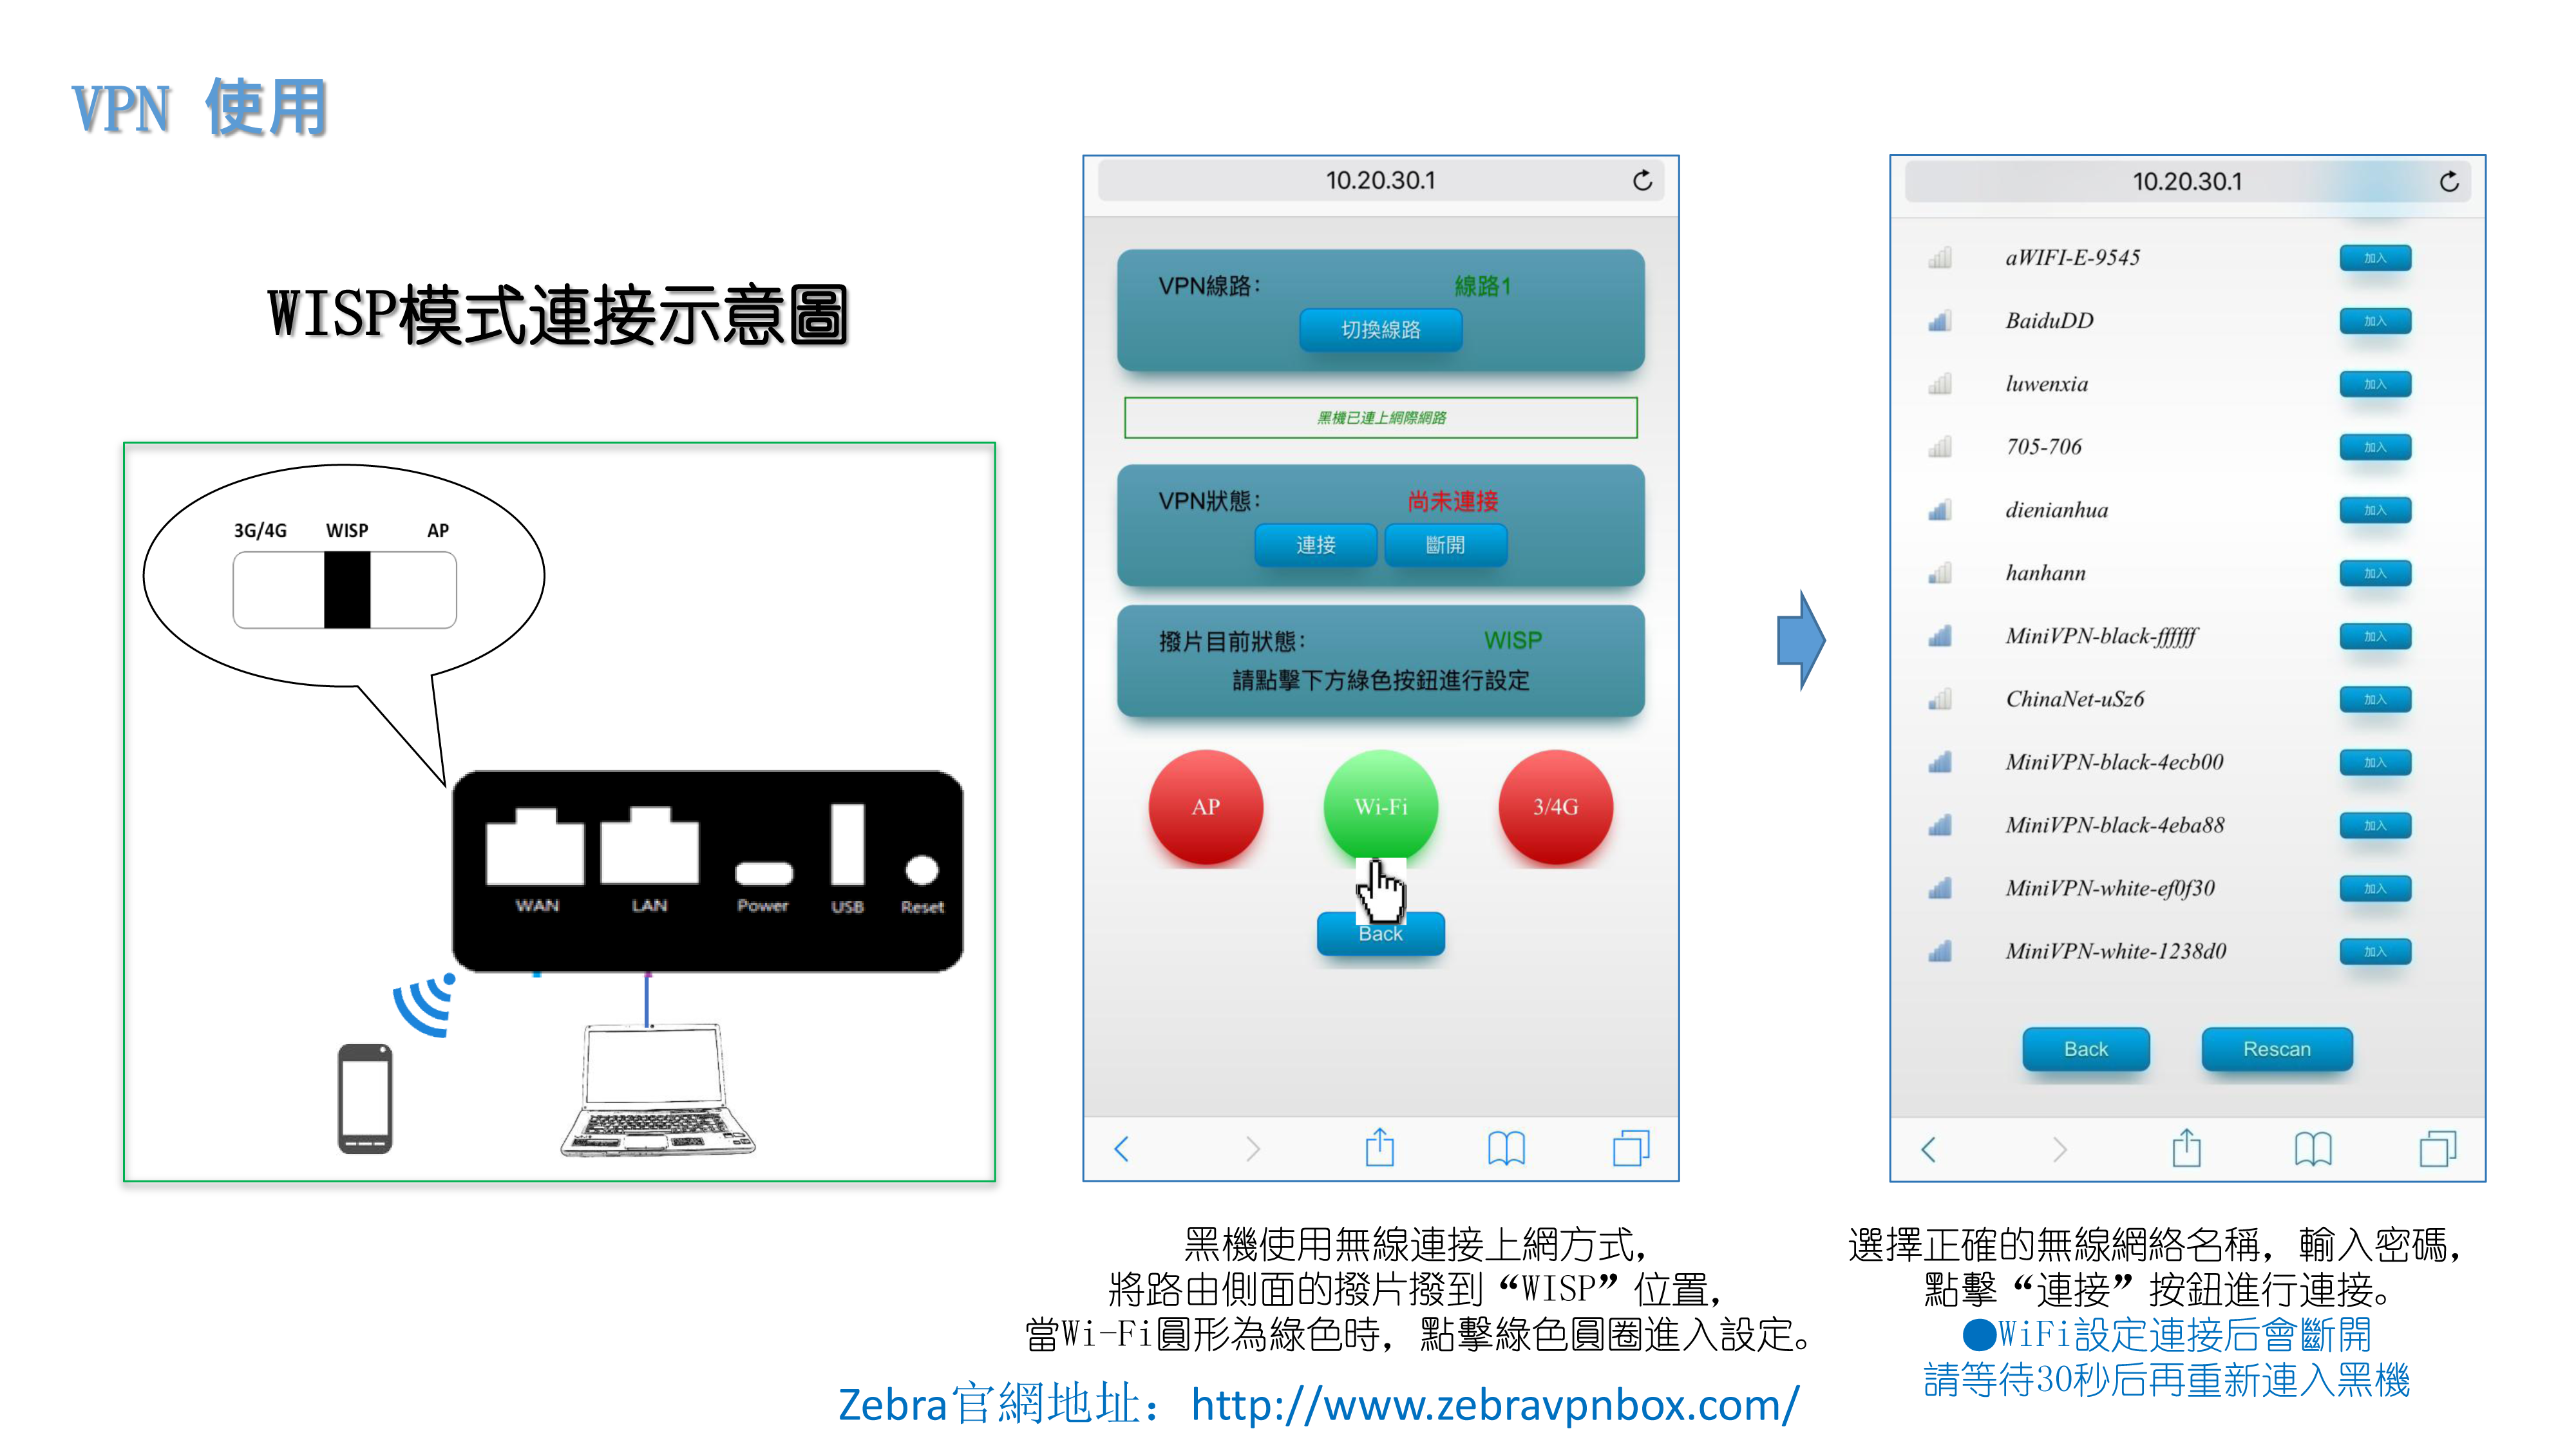 VPN 使用
WISP模式連接示意圖
3G/4G WISP AP
WAN LAN Power USB Reset
10.20.30.1
VPN線路： 線路1
切換線路
黑機已連上網際網路
VPN狀態： 尚未連接
連接 斷開
撥片目前狀態： WISP
請點擊下方綠色按鈕進行設定
AP Wi-Fi 3/4G
Back
黑機使用無線連接上網方式，
將路由側面的撥片撥到“WISP”位置，
當Wi-Fi圓形為綠色時，點擊綠色圓圈進入設定。
10.20.30.1
aWIFI-E-9545 加入
BaiduDD 加入
luwenxia 加入
705-706 加入
dienianhua 加入
hanhann 加入
MiniVPN-black-ffffff 加入
ChinaNet-uSz6 加入
MiniVPN-black-4ecb00 加入
MiniVPN-black-4eba88 加入
MiniVPN-white-ef0f30 加入
MiniVPN-white-1238d0 加入
Back Rescan
選擇正確的無線網絡名稱，輸入密碼，
點擊“連接”按鈕進行連接。
●WiFi設定連接后會斷開
請等待30秒后再重新連入黑機
Zebra官網地址：http://www.zebravpnbox.com/